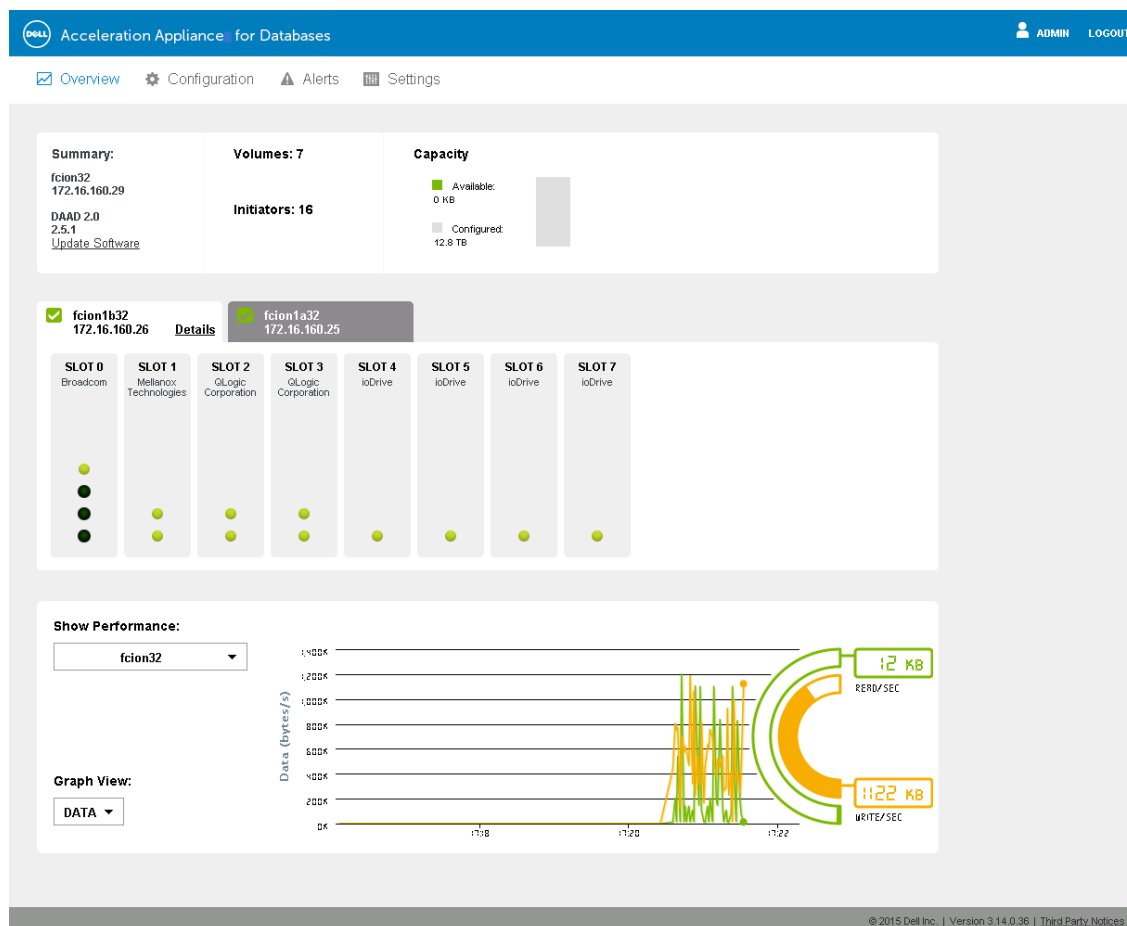 DELL Acceleration Appliance for Databases
ADMIN LOGOUT
Overview Configuration Alerts Settings
Summary:
fcion32
172.16.160.29
DAAD 2.0
2.5.1
Update Software
Volumes: 7
Initiators: 16
Capacity
Available:
0 KB
Configured:
12.8 TB
fcion1b32
172.16.160.26 Details
fcion1a32
172.16.160.25
SLOT 0
Broadcom
SLOT 1
Mellanox
Technologies
SLOT 2
QLogic
Corporation
SLOT 3
QLogic
Corporation
SLOT 4
ioDrive
SLOT 5
ioDrive
SLOT 6
ioDrive
SLOT 7
ioDrive
Show Performance:
fcion32
Graph View:
DATA
Data (bytes/s)
1,400K
1,200K
1,000K
800K
600K
400K
200K
0K
17:18
17:20
17:22
12 KB
READ/SEC
1122 KB
WRITE/SEC
© 2015 Dell Inc. | Version 3.14.0.36 | Third Party Notices